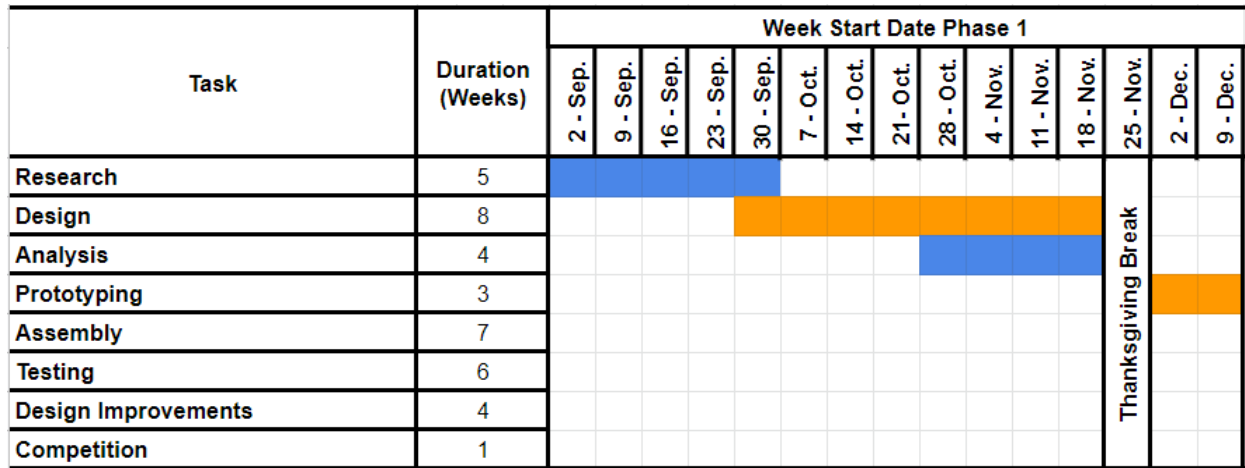 Task
Duration
(Weeks)
Week Start Date Phase 1
2 - Sep.
9 - Sep.
16 - Sep.
23 - Sep.
30 - Sep.
7 - Oct.
14 - Oct.
21- Oct.
28 - Oct.
4 - Nov.
11 - Nov.
18 - Nov.
25 - Nov.
2 - Dec.
9 - Dec.
Research 5
Design 8
Analysis 4
Prototyping 3
Assembly 7
Testing 6
Design Improvements 4
Competition 1
Thanksgiving Break